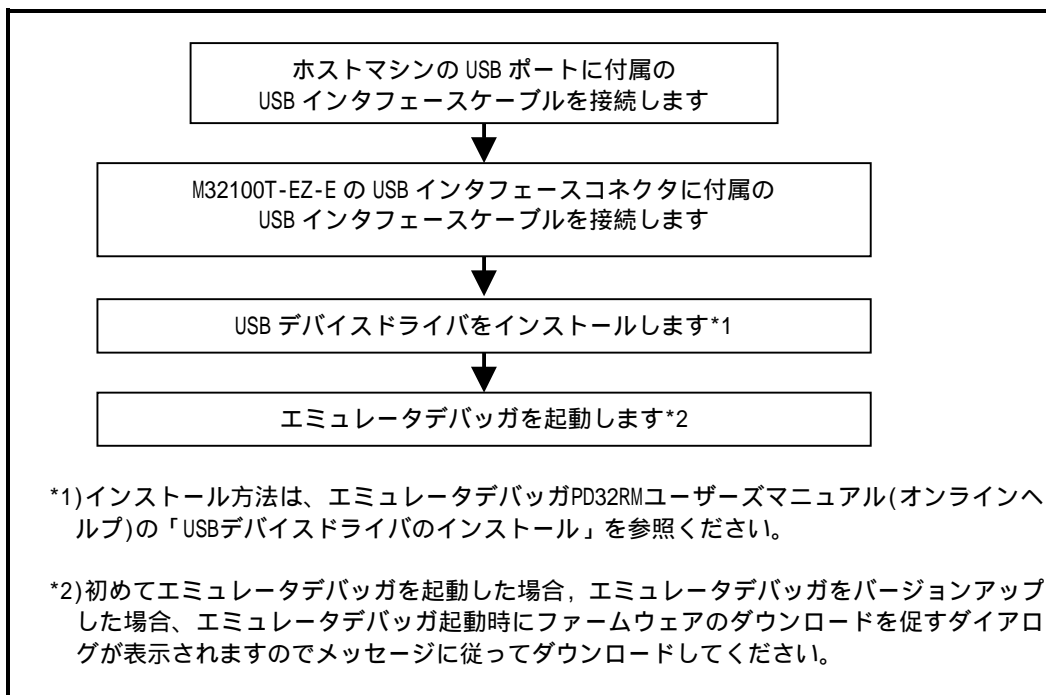 ホストマシンの USB ポートに付属の
USB インタフェースケーブルを接続します
M32100T-EZ-E の USB インタフェースコネクタに付属の
USB インタフェースケーブルを接続します
USB デバイスドライバをインストールします*1
エミュレータデバッガを起動します*2
*1)インストール方法は、エミュレータデバッガPD32RMユーザーズマニュアル(オンラインヘ
ルプ)の「USBデバイスドライバのインストール」を参照ください。
*2)初めてエミュレータデバッガを起動した場合，エミュレータデバッガをバージョンアップ
した場合、エミュレータデバッガ起動時にファームウェアのダウンロードを促すダイアロ
グが表示されますのでメッセージに従ってダウンロードしてください。